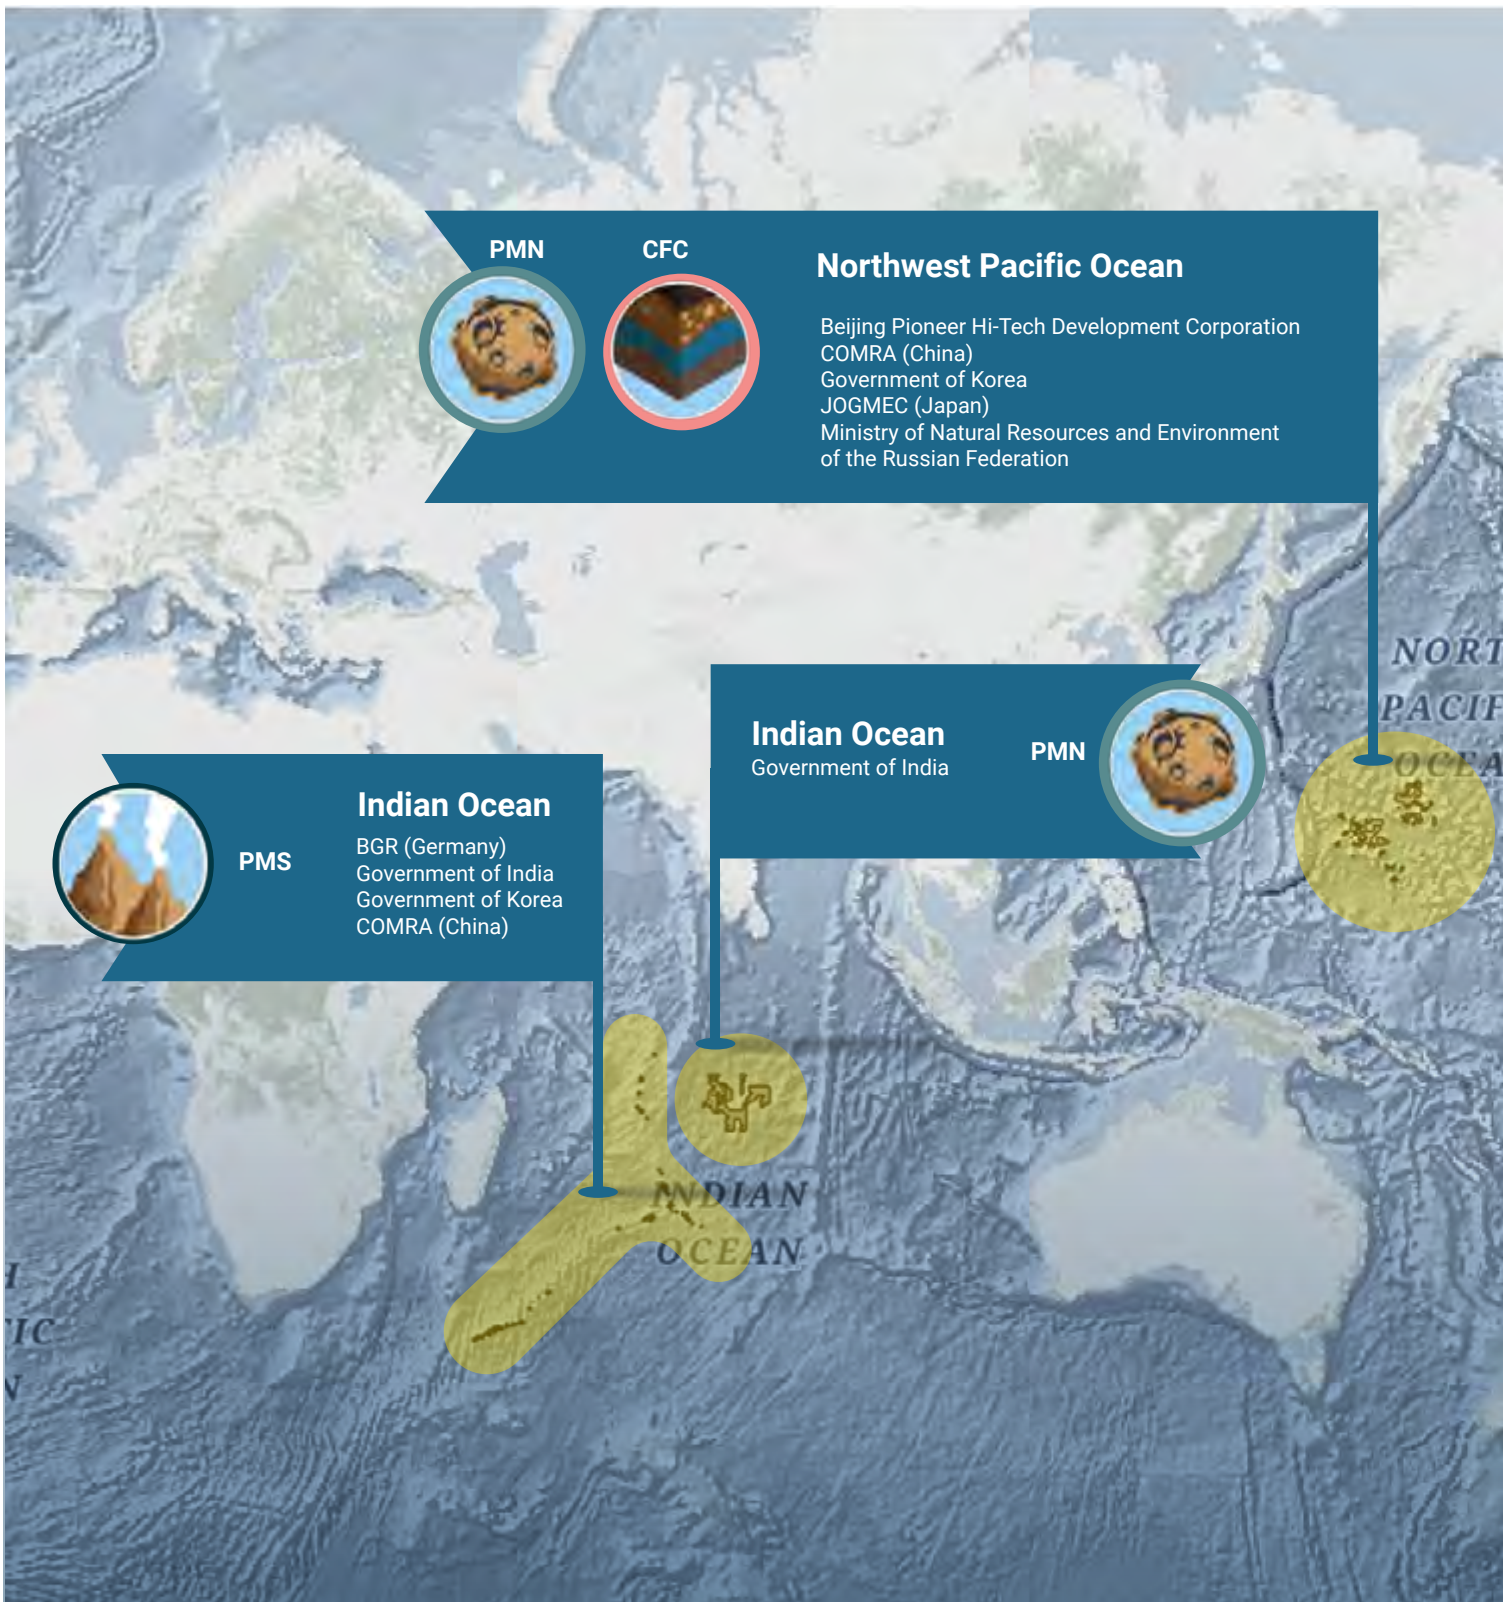 PMN
CFC
Northwest Pacific Ocean
Beijing Pioneer Hi-Tech Development Corporation
COMRA (China)
Government of Korea
JOGMEC (Japan)
Ministry of Natural Resources and Environment
of the Russian Federation
NORT
PACIF
OCEA
Indian Ocean
Government of India
PMN
PMS
Indian Ocean
BGR (Germany)
Government of India
Government of Korea
COMRA (China)
INDIAN
OCEAN
IC
N